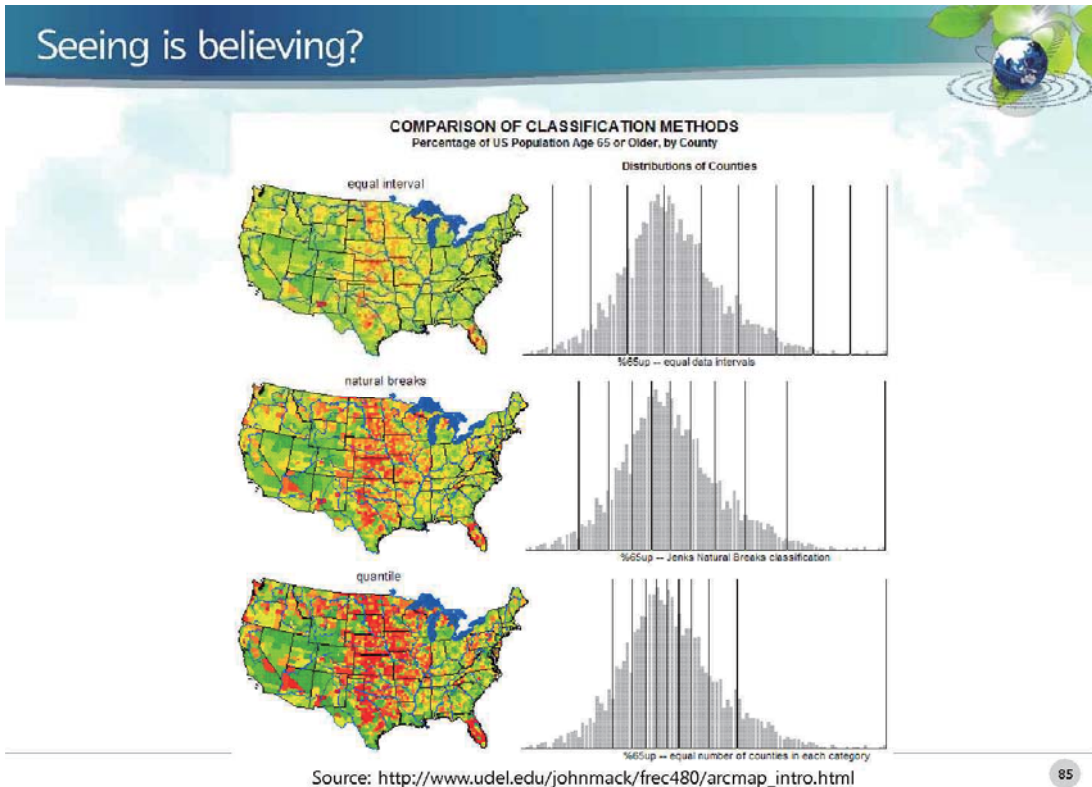 Seeing is believing?
COMPARISON OF CLASSIFICATION METHODS
Percentage of US Population Age 65 or Older, by County
Distributions of Counties
equal interval
%65up -- equal data intervals
natural breaks
%65up -- Jenks Natural Breaks classification
quantile
%65up -- equal number of counties in each category
Source: http://www.udel.edu/johnmack/frec480/arcmap_intro.html
85